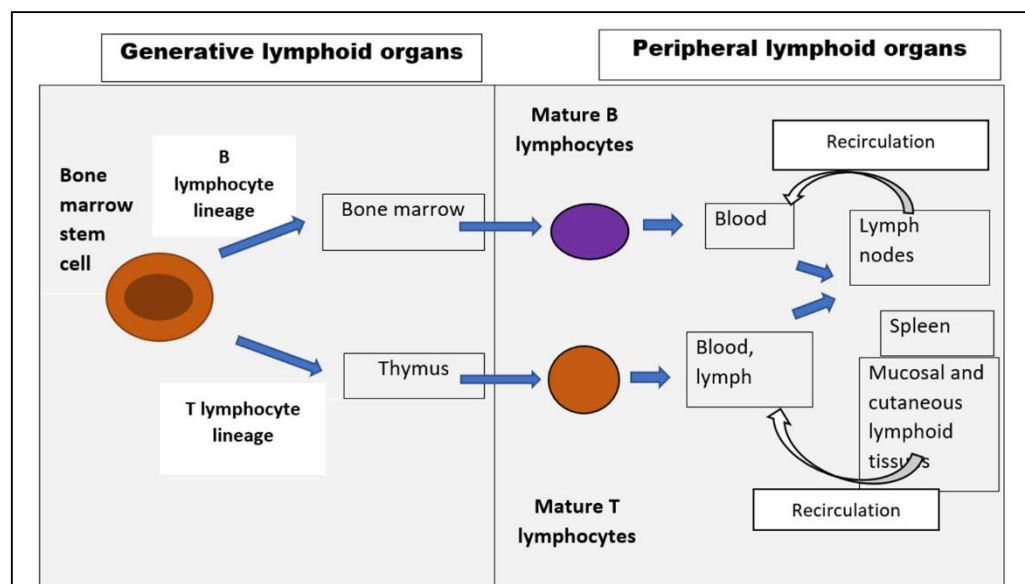 Generative lymphoid organs
Peripheral lymphoid organs
Bone
marrow
stem
cell
B
lymphocyte
lineage
Bone marrow
Mature B
lymphocytes
Recirculation
Blood
Lymph
nodes
T lymphocyte
lineage
Thymus
Mature T
lymphocytes
Blood,
lymph
Spleen
Mucosal and
cutaneous
lymphoid
tissues
Recirculation